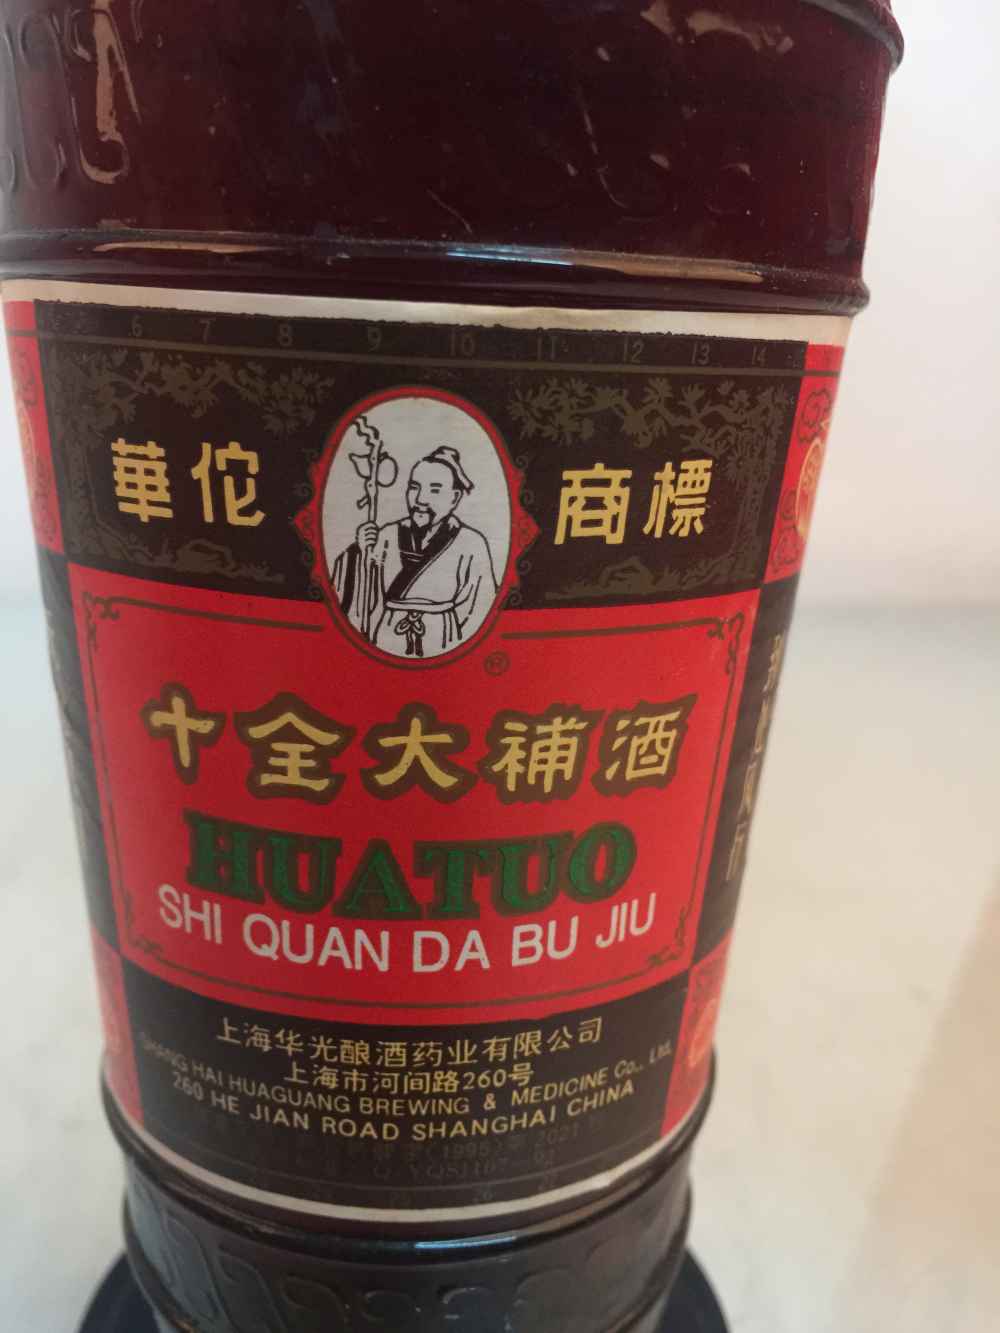 6 7 8 9 10 11 12 13 14
華佗 商標
®
十全大補酒
HUATUO
SHI QUAN DA BU JIU
上海华光酿酒药业有限公司
上海市河间路260号
SHANG HAI HUAGUANG BREWING & MEDICINE Co., Ltd.
260 HE JIAN ROAD SHANGHAI CHINA